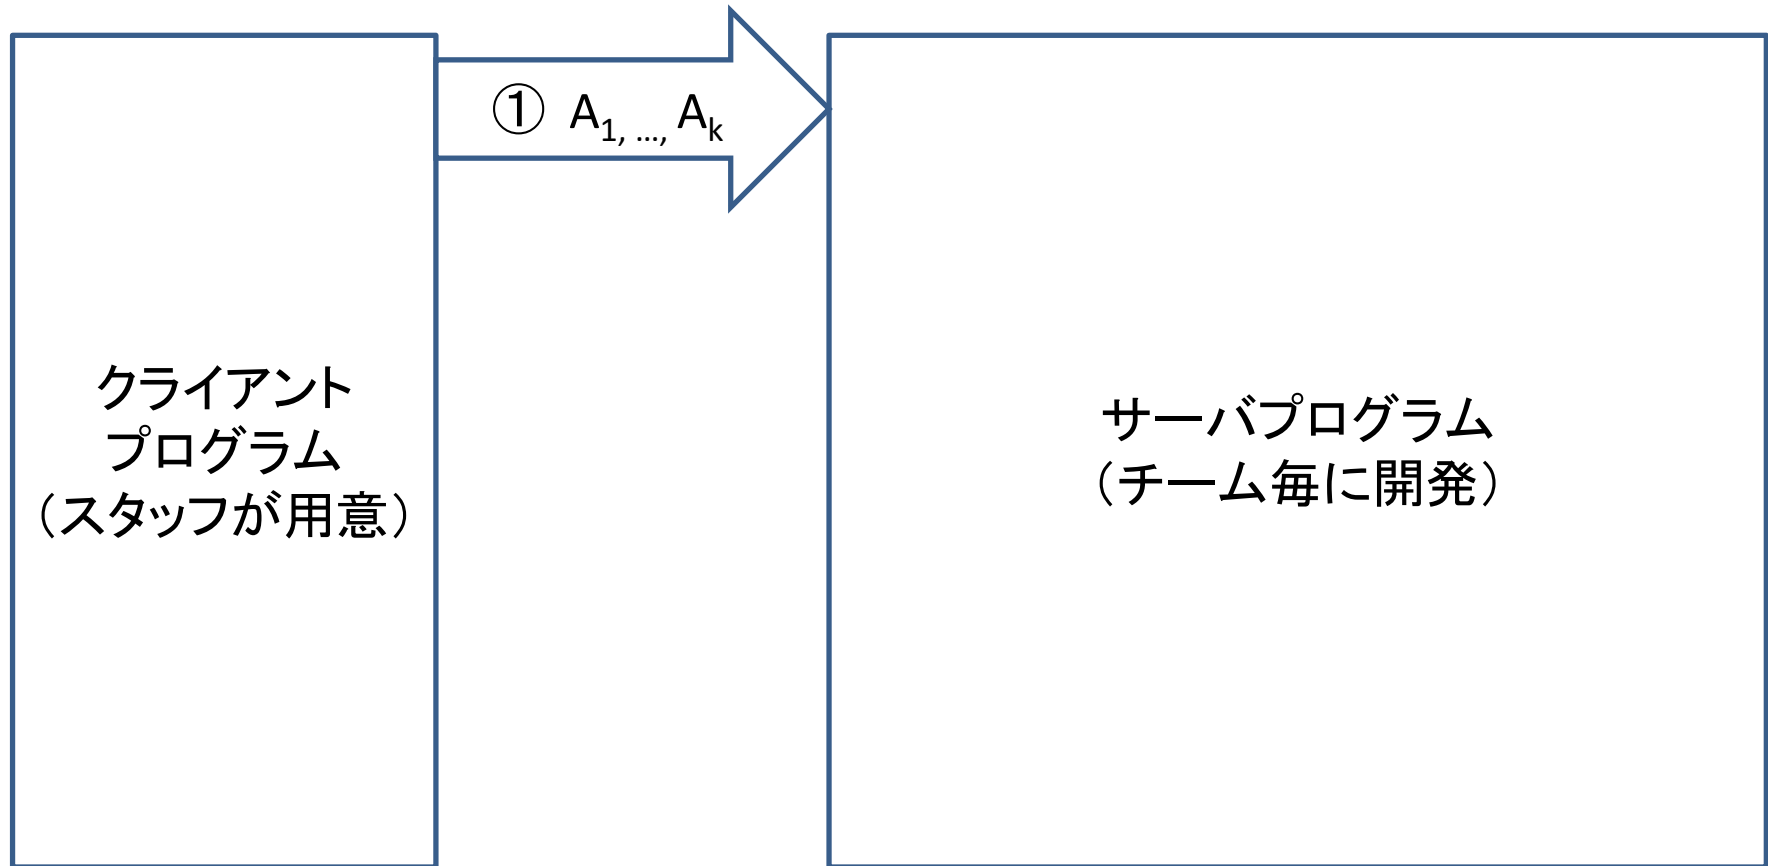 ① A1, …, Ak
クライアント
プログラム
（スタッフが用意）
サーバプログラム
（チーム毎に開発）